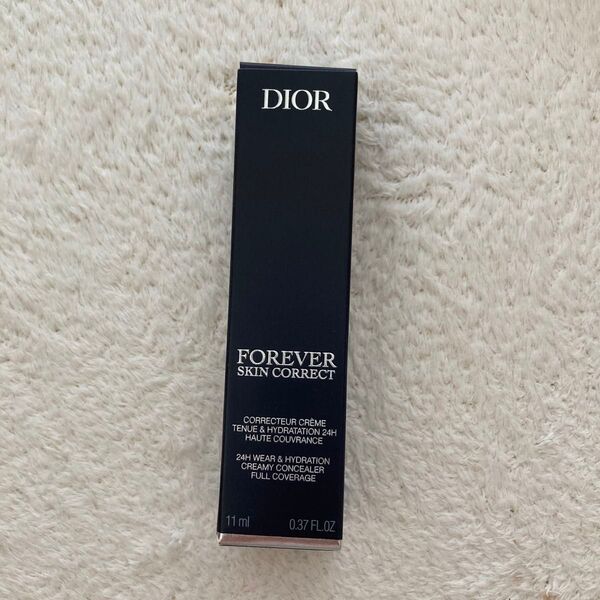 DIOR
FOREVER
SKIN CORRECT
CORRECTEUR CRÈME
TENUE & HYDRATATION 24H
HAUTE COUVRANCE
24H WEAR & HYDRATION
CREAMY CONCEALER
FULL COVERAGE
11 ml 0.37 FL.OZ